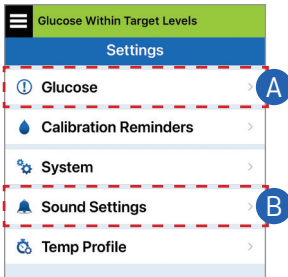 Glucose Within Target Levels
Settings
Glucose
A
Calibration Reminders
System
Sound Settings
B
Temp Profile